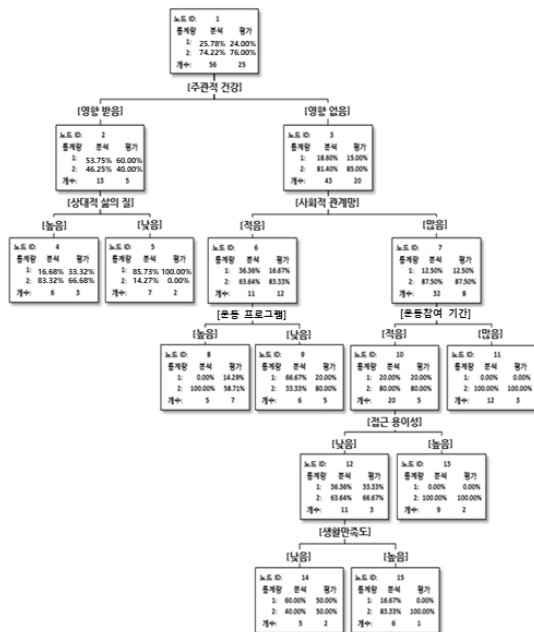 노드 ID: 1
통계량 분석 평가
1: 25.78% 24.00%
2: 74.22% 76.00%
개수: 56 25
[주관적 건강]
[영향 받음] [영향 없음]
노드 ID: 2
통계량 분석 평가
1: 53.75% 60.00%
2: 46.25% 40.00%
개수: 13 5
노드 ID: 3
통계량 분석 평가
1: 18.60% 15.00%
2: 81.40% 85.00%
개수: 43 20
[상대적 삶의 질] [사회적 관계망]
[높음] [낮음] [적음] [많음]
노드 ID: 4
통계량 분석 평가
1: 16.68% 33.32%
2: 83.32% 66.68%
개수: 6 3
노드 ID: 5
통계량 분석 평가
1: 85.73% 100.00%
2: 14.27% 0.00%
개수: 7 2
노드 ID: 6
통계량 분석 평가
1: 36.36% 16.67%
2: 63.64% 83.33%
개수: 11 12
노드 ID: 7
통계량 분석 평가
1: 12.50% 12.50%
2: 87.50% 87.50%
개수: 32 8
[운동 프로그램] [운동참여 기간]
[높음] [낮음] [적음] [많음]
노드 ID: 8
통계량 분석 평가
1: 0.00% 14.29%
2: 100.00% 58.71%
개수: 5 7
노드 ID: 9
통계량 분석 평가
1: 66.67% 20.00%
2: 33.33% 80.00%
개수: 6 5
노드 ID: 10
통계량 분석 평가
1: 20.00% 20.00%
2: 80.00% 80.00%
개수: 20 5
노드 ID: 11
통계량 분석 평가
1: 0.00% 0.00%
2: 100.00% 100.00%
개수: 12 3
[접근 용이성]
[낮음] [높음]
노드 ID: 12
통계량 분석 평가
1: 36.36% 33.33%
2: 63.64% 66.67%
개수: 11 3
노드 ID: 13
통계량 분석 평가
1: 0.00% 0.00%
2: 100.00% 100.00%
개수: 9 2
[생활만족도]
[낮음] [높음]
노드 ID: 14
통계량 분석 평가
1: 60.00% 50.00%
2: 40.00% 50.00%
개수: 5 2
노드 ID: 15
통계량 분석 평가
1: 16.67% 0.00%
2: 83.33% 100.00%
개수: 6 1